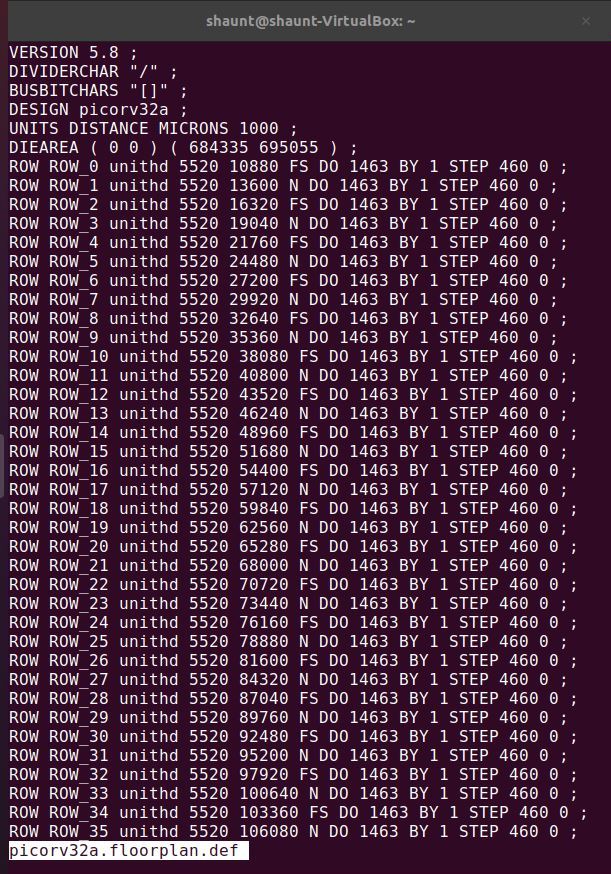 shaunt@shaunt-VirtualBox: ~
VERSION 5.8 ;
DIVIDERCHAR "/" ;
BUSBITCHARS "[]" ;
DESIGN picorv32a ;
UNITS DISTANCE MICRONS 1000 ;
DIEAREA ( 0 0 ) ( 684335 695055 ) ;
ROW ROW_0 unithd 5520 10880 FS DO 1463 BY 1 STEP 460 0 ;
ROW ROW_1 unithd 5520 13600 N DO 1463 BY 1 STEP 460 0 ;
ROW ROW_2 unithd 5520 16320 FS DO 1463 BY 1 STEP 460 0 ;
ROW ROW_3 unithd 5520 19040 N DO 1463 BY 1 STEP 460 0 ;
ROW ROW_4 unithd 5520 21760 FS DO 1463 BY 1 STEP 460 0 ;
ROW ROW_5 unithd 5520 24480 N DO 1463 BY 1 STEP 460 0 ;
ROW ROW_6 unithd 5520 27200 FS DO 1463 BY 1 STEP 460 0 ;
ROW ROW_7 unithd 5520 29920 N DO 1463 BY 1 STEP 460 0 ;
ROW ROW_8 unithd 5520 32640 FS DO 1463 BY 1 STEP 460 0 ;
ROW ROW_9 unithd 5520 35360 N DO 1463 BY 1 STEP 460 0 ;
ROW ROW_10 unithd 5520 38080 FS DO 1463 BY 1 STEP 460 0 ;
ROW ROW_11 unithd 5520 40800 N DO 1463 BY 1 STEP 460 0 ;
ROW ROW_12 unithd 5520 43520 FS DO 1463 BY 1 STEP 460 0 ;
ROW ROW_13 unithd 5520 46240 N DO 1463 BY 1 STEP 460 0 ;
ROW ROW_14 unithd 5520 48960 FS DO 1463 BY 1 STEP 460 0 ;
ROW ROW_15 unithd 5520 51680 N DO 1463 BY 1 STEP 460 0 ;
ROW ROW_16 unithd 5520 54400 FS DO 1463 BY 1 STEP 460 0 ;
ROW ROW_17 unithd 5520 57120 N DO 1463 BY 1 STEP 460 0 ;
ROW ROW_18 unithd 5520 59840 FS DO 1463 BY 1 STEP 460 0 ;
ROW ROW_19 unithd 5520 62560 N DO 1463 BY 1 STEP 460 0 ;
ROW ROW_20 unithd 5520 65280 FS DO 1463 BY 1 STEP 460 0 ;
ROW ROW_21 unithd 5520 68000 N DO 1463 BY 1 STEP 460 0 ;
ROW ROW_22 unithd 5520 70720 FS DO 1463 BY 1 STEP 460 0 ;
ROW ROW_23 unithd 5520 73440 N DO 1463 BY 1 STEP 460 0 ;
ROW ROW_24 unithd 5520 76160 FS DO 1463 BY 1 STEP 460 0 ;
ROW ROW_25 unithd 5520 78880 N DO 1463 BY 1 STEP 460 0 ;
ROW ROW_26 unithd 5520 81600 FS DO 1463 BY 1 STEP 460 0 ;
ROW ROW_27 unithd 5520 84320 N DO 1463 BY 1 STEP 460 0 ;
ROW ROW_28 unithd 5520 87040 FS DO 1463 BY 1 STEP 460 0 ;
ROW ROW_29 unithd 5520 89760 N DO 1463 BY 1 STEP 460 0 ;
ROW ROW_30 unithd 5520 92480 FS DO 1463 BY 1 STEP 460 0 ;
ROW ROW_31 unithd 5520 95200 N DO 1463 BY 1 STEP 460 0 ;
ROW ROW_32 unithd 5520 97920 FS DO 1463 BY 1 STEP 460 0 ;
ROW ROW_33 unithd 5520 100640 N DO 1463 BY 1 STEP 460 0 ;
ROW ROW_34 unithd 5520 103360 FS DO 1463 BY 1 STEP 460 0 ;
ROW ROW_35 unithd 5520 106080 N DO 1463 BY 1 STEP 460 0 ;
picorv32a.floorplan.def